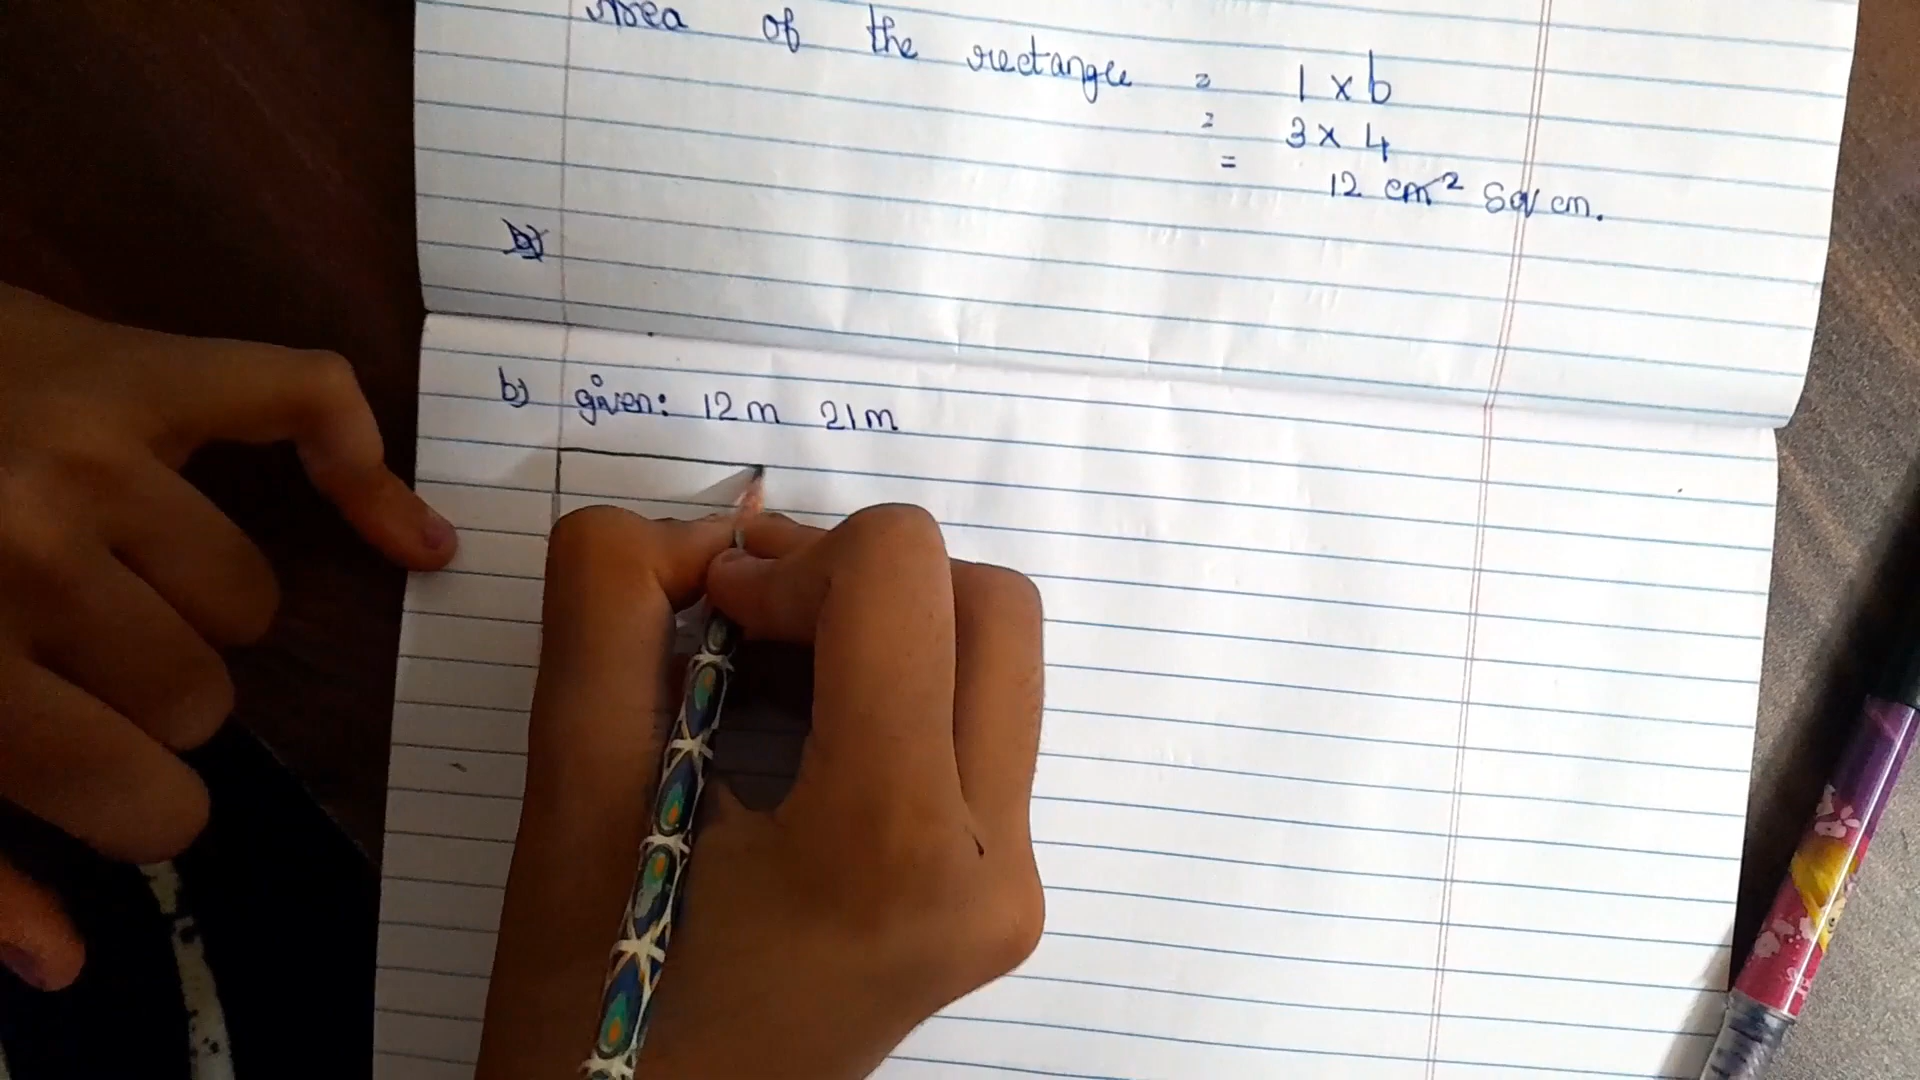 Area of the rectangle = l x b
= 3 x 4
= 12 cm² Sq cm.
b) given: 12m 21m